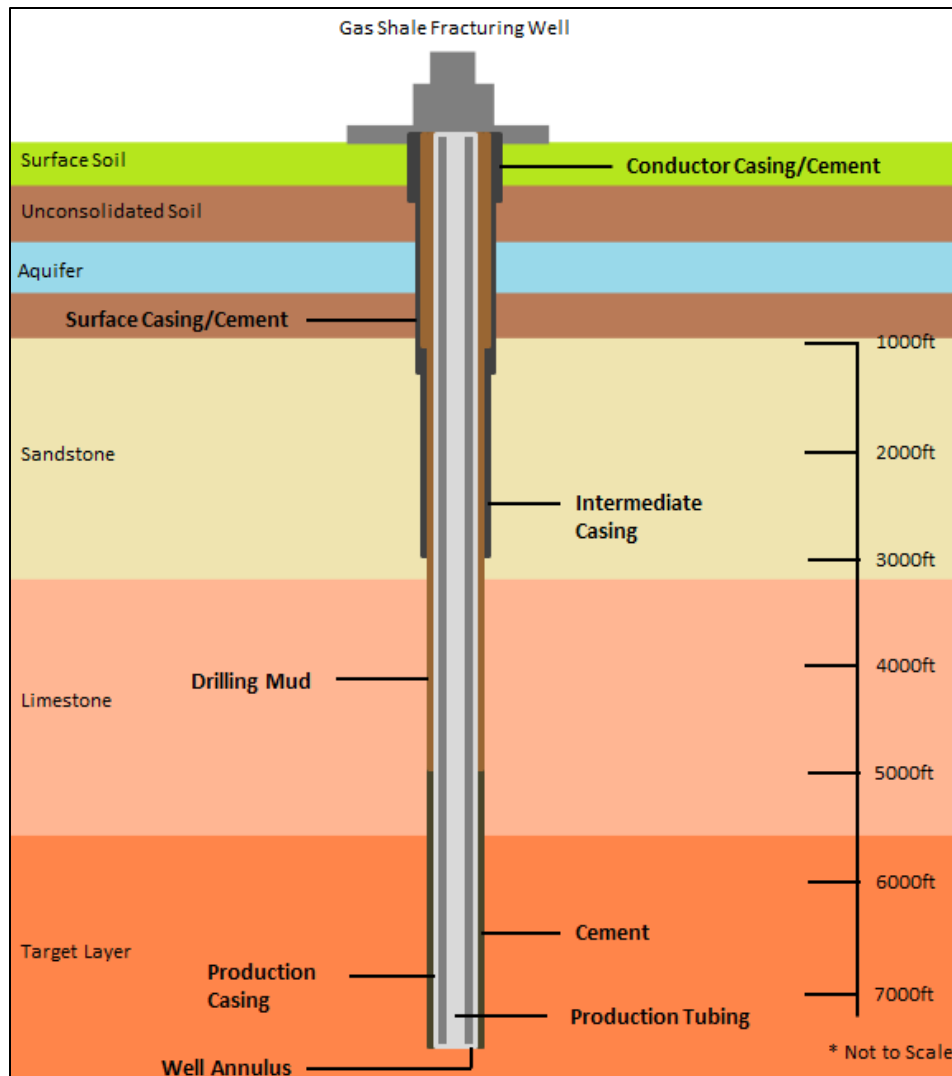 Gas Shale Fracturing Well
Surface Soil
Conductor Casing/Cement
Unconsolidated Soil
Aquifer
Surface Casing/Cement
1000ft
Sandstone
2000ft
Intermediate
Casing
3000ft
4000ft
Drilling Mud
Limestone
5000ft
6000ft
Cement
Target Layer
Production
Casing
7000ft
Production Tubing
* Not to Scale
Well Annulus